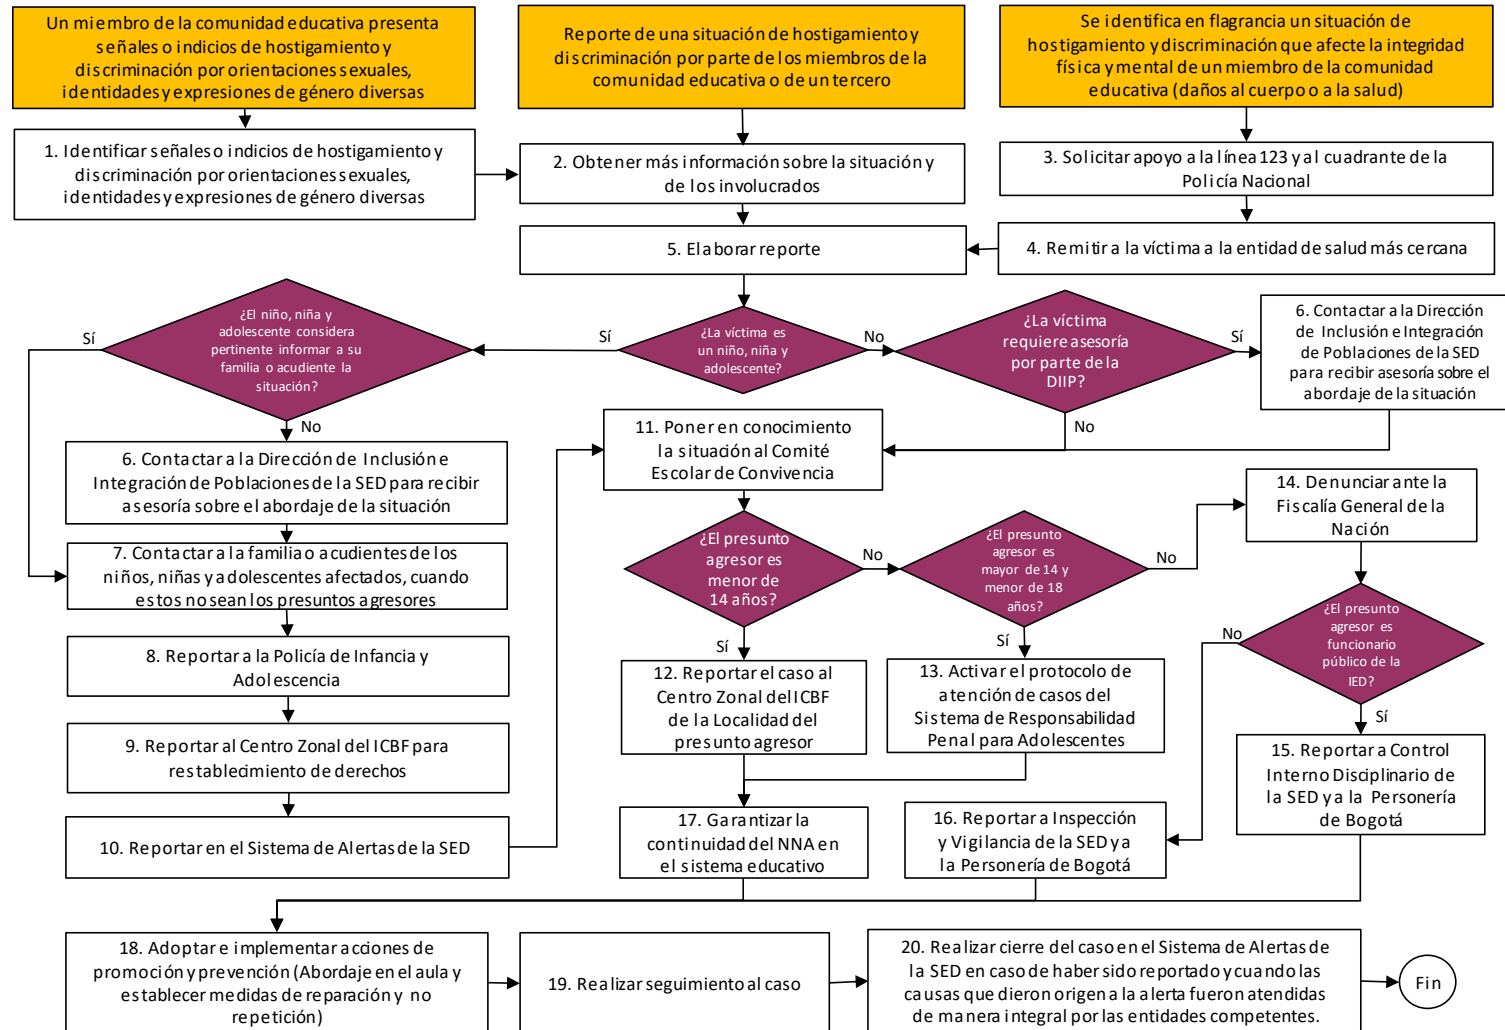 Un miembro de la comunidad educativa presenta
señales o indicios de hostigamiento y
discriminación por orientaciones sexuales,
identidades y expresiones de género diversas
Reporte de una situación de hostigamiento y
discriminación por parte de los miembros de la
comunidad educativa o de un tercero
Se identifica en flagrancia un situación de
hostigamiento y discriminación que afecte la integridad
física y mental de un miembro de la comunidad
educativa (daños al cuerpo o a la salud)
1. Identificar señales o indicios de hostigamiento y
discriminación por orientaciones sexuales,
identidades y expresiones de género diversas
2. Obtener más información sobre la situación y
de los involucrados
3. Solicitar apoyo a la línea 123 y al cuadrante de la
Policía Nacional
5. Elaborar reporte
4. Remitir a la víctima a la entidad de salud más cercana
¿El niño, niña y
adolescente considera
pertinente informar a su
familia o acudiente la
situación?
Sí
No
¿La víctima es
un niño, niña y
adolescente?
Sí
No
¿La víctima
requiere asesoría
por parte de la
DIIP?
Sí
No
6. Contactar a la Dirección
de Inclusión e Integración
de Poblaciones de la SED
para recibir asesoría sobre el
abordaje de la situación
6. Contactar a la Dirección de Inclusión e
Integración de Poblaciones de la SED para recibir
asesoría sobre el abordaje de la situación
11. Poner en conocimiento
la situación al Comité
Escolar de Convivencia
14. Denunciar ante la
Fiscalía General de la
Nación
7. Contactar a la familia o acudientes de los
niños, niñas y adolescentes afectados, cuando
estos no sean los presuntos agresores
¿El presunto
agresor es
menor de
14 años?
No
Sí
¿El presunto
agresor es
mayor de 14 y
menor de 18
años?
No
Sí
¿El presunto
agresor es
funcionario
público de la
IED?
No
Sí
8. Reportar a la Policía de Infancia y
Adolescencia
12. Reportar el caso al
Centro Zonal del ICBF
de la Localidad del
presunto agresor
13. Activar el protocolo de
atención de casos del
Sistema de Responsabilidad
Penal para Adolescentes
9. Reportar al Centro Zonal del ICBF para
restablecimiento de derechos
15. Reportar a Control
Interno Disciplinario de
la SED y a la Personería
de Bogotá
10. Reportar en el Sistema de Alertas de la SED
17. Garantizar la
continuidad del NNA en
el sistema educativo
16. Reportar a Inspección
y Vigilancia de la SED y a
la Personería de Bogotá
18. Adoptar e implementar acciones de
promoción y prevención (Abordaje en el aula y
establecer medidas de reparación y no
repetición)
19. Realizar seguimiento al caso
20. Realizar cierre del caso en el Sistema de Alertas de
la SED en caso de haber sido reportado y cuando las
causas que dieron origen a la alerta fueron atendidas
de manera integral por las entidades competentes.
Fin